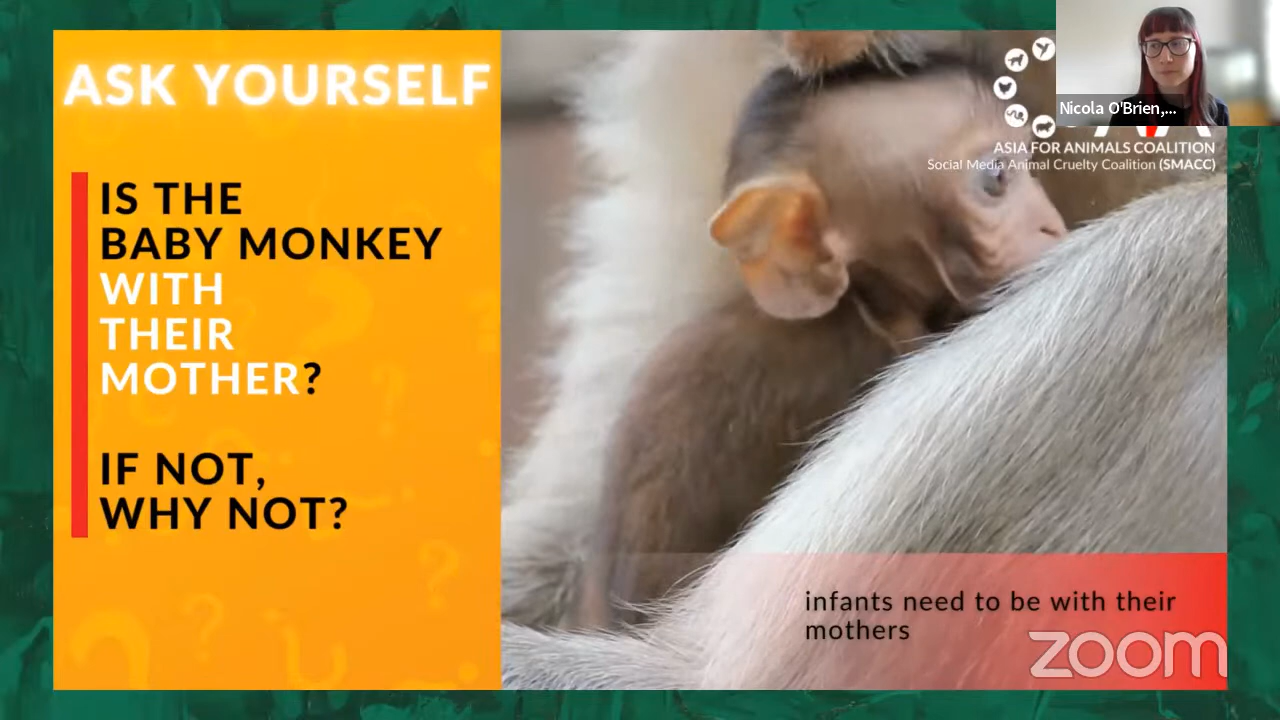 ASK YOURSELF
IS THE
BABY MONKEY
WITH
THEIR
MOTHER?
IF NOT,
WHY NOT?
Nicola O'Brien,...
ASIA FOR ANIMALS COALITION
Social Media Animal Cruelty Coalition (SMACC)
infants need to be with their
mothers
zoom